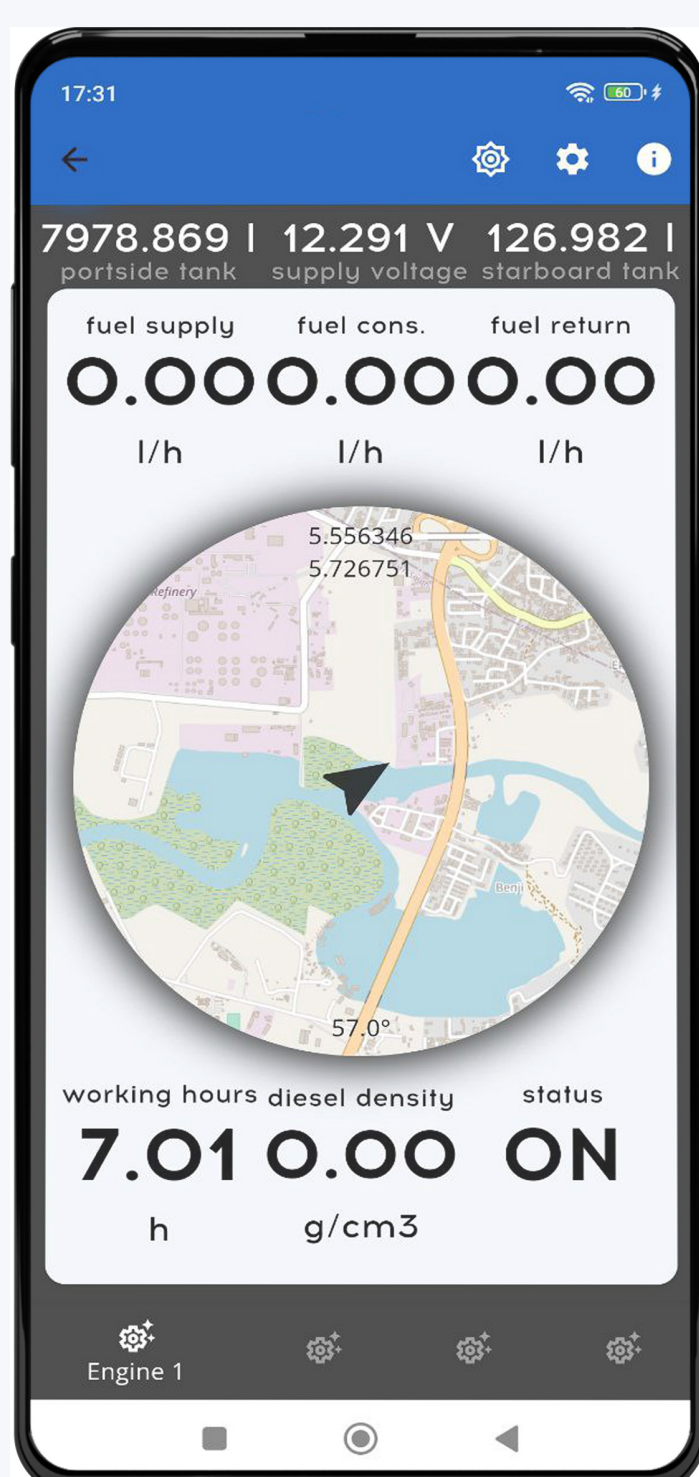 17:31
60
7978.869 l 12.291 V 126.982 l
portside tank supply voltage starboard tank
fuel supply fuel cons. fuel return
0.00 0.00 0.00
l/h l/h l/h
5.556346
5.726751
Refinery
Benji
57.0°
working hours diesel density status
7.01 0.00 ON
h g/cm3
Engine 1